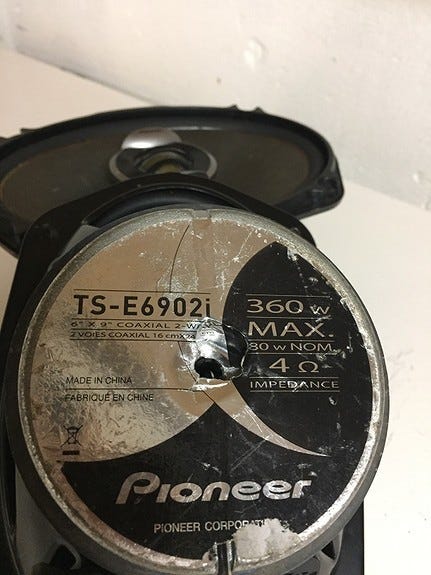 TS-E6902i
6" X 9" COAXIAL 2-W
2 VOIES COAXIAL 16 cm
MADE IN CHINA
FABRIQUÉ EN CHINE
360 w
MAX.
80 w NOM.
4 Ω
IMPEDANCE
Pioneer
PIONEER